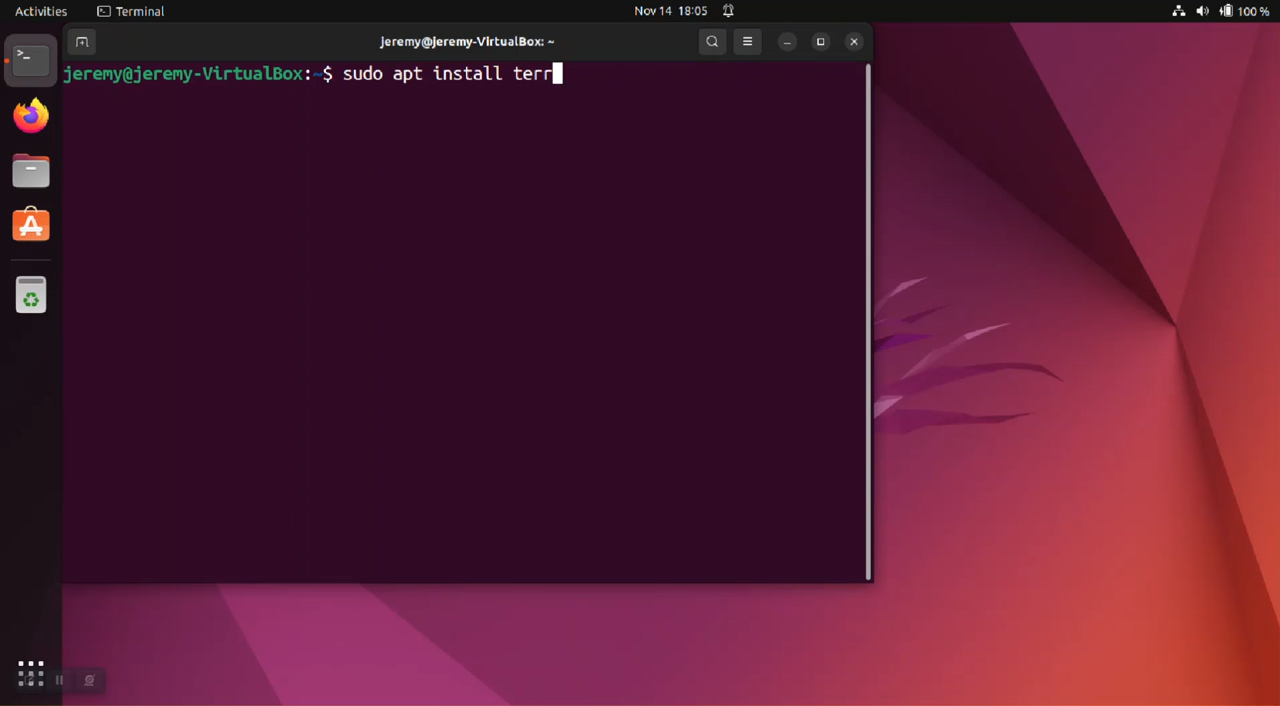 Activities Terminal Nov 14 18:05 100 %
jeremy@jeremy-VirtualBox: ~
jeremy@jeremy-VirtualBox:~$ sudo apt install terr